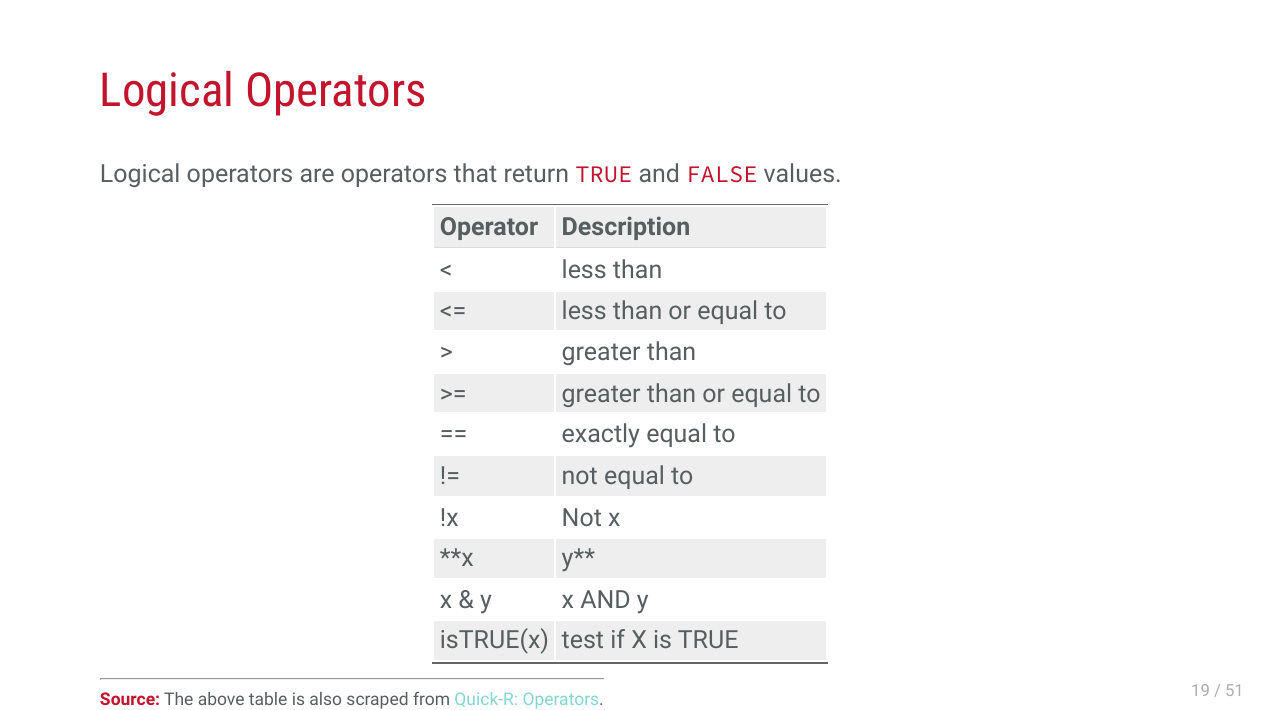 Logical Operators
Logical operators are operators that return TRUE and FALSE values.
Operator Description
< less than
<= less than or equal to
> greater than
>= greater than or equal to
== exactly equal to
!= not equal to
!x Not x
**x y**
x & y x AND y
isTRUE(x) test if X is TRUE
Source: The above table is also scraped from Quick-R: Operators.
19 / 51